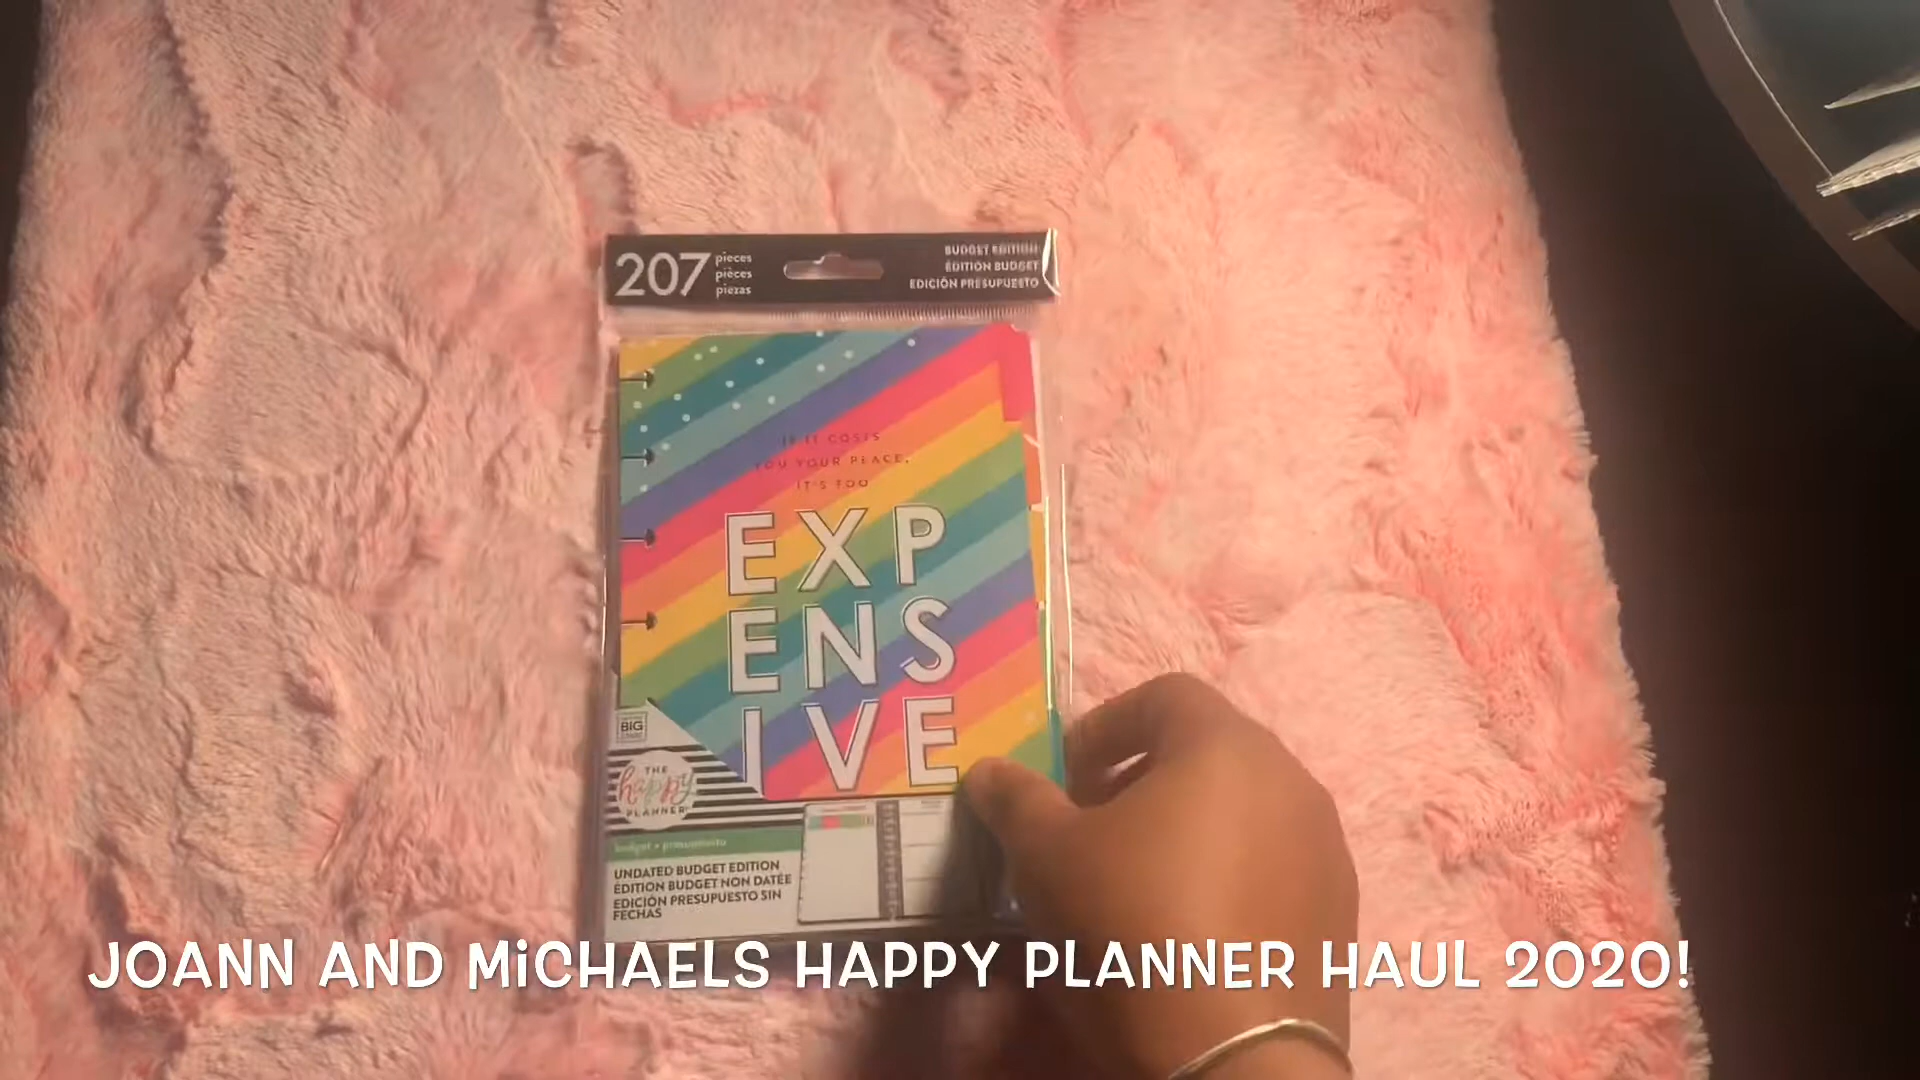 207 pieces
pièces
piezas
BUDGET EDITION
ÉDITION BUDGET
EDICIÓN PRESUPUESTO
IF IT COSTS
YOU YOUR PEACE,
IT'S TOO
EXP
ENS
IVE
BIG
THE
happy
PLANNER
budget • presupuesto
UNDATED BUDGET EDITION
ÉDITION BUDGET NON DATÉE
EDICIÓN PRESUPUESTO SIN
FECHAS
JOANN AND MiCHAELS HAPPY PLANNER HAUL 2020!